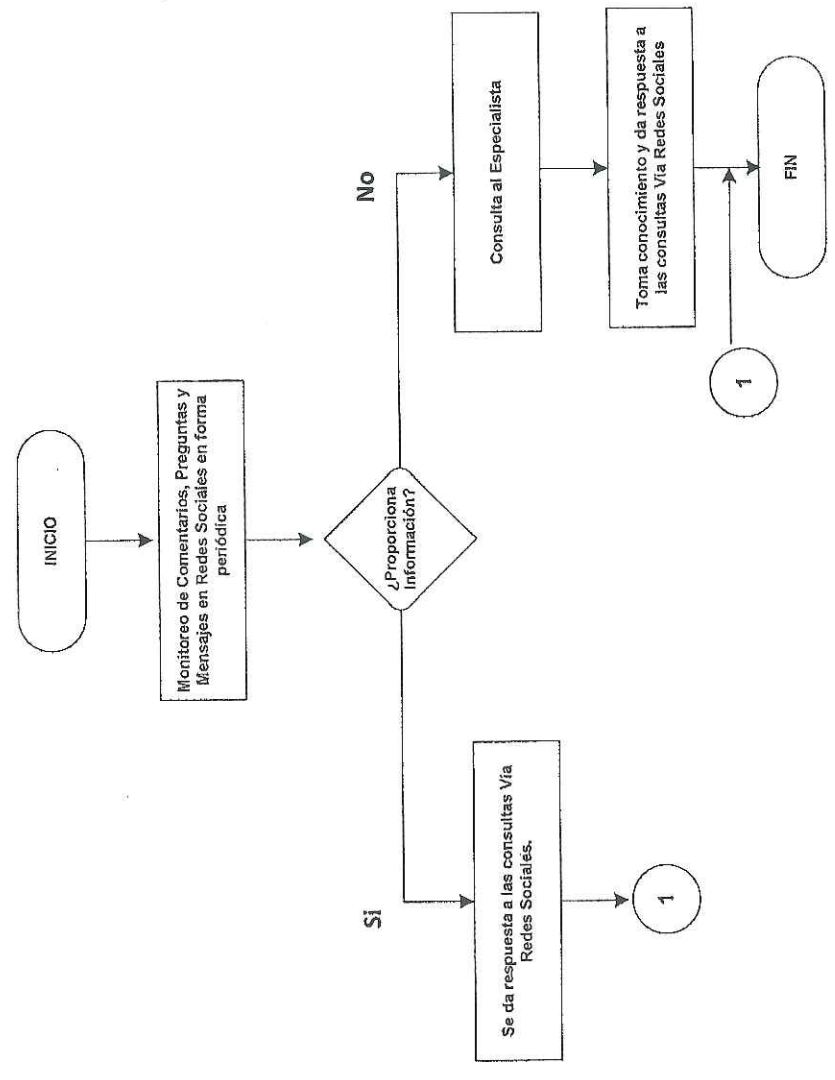 INICIO
Monitoreo de Comentarios, Preguntas y
Mensajes en Redes Sociales en forma
periódica
¿Proporciona
Información?
Si
No
Se da respuesta a las consultas Vía
Redes Sociales.
1
Consulta al Especialista
Toma conocimiento y da respuesta a
las consultas Vía Redes Sociales
1
FIN